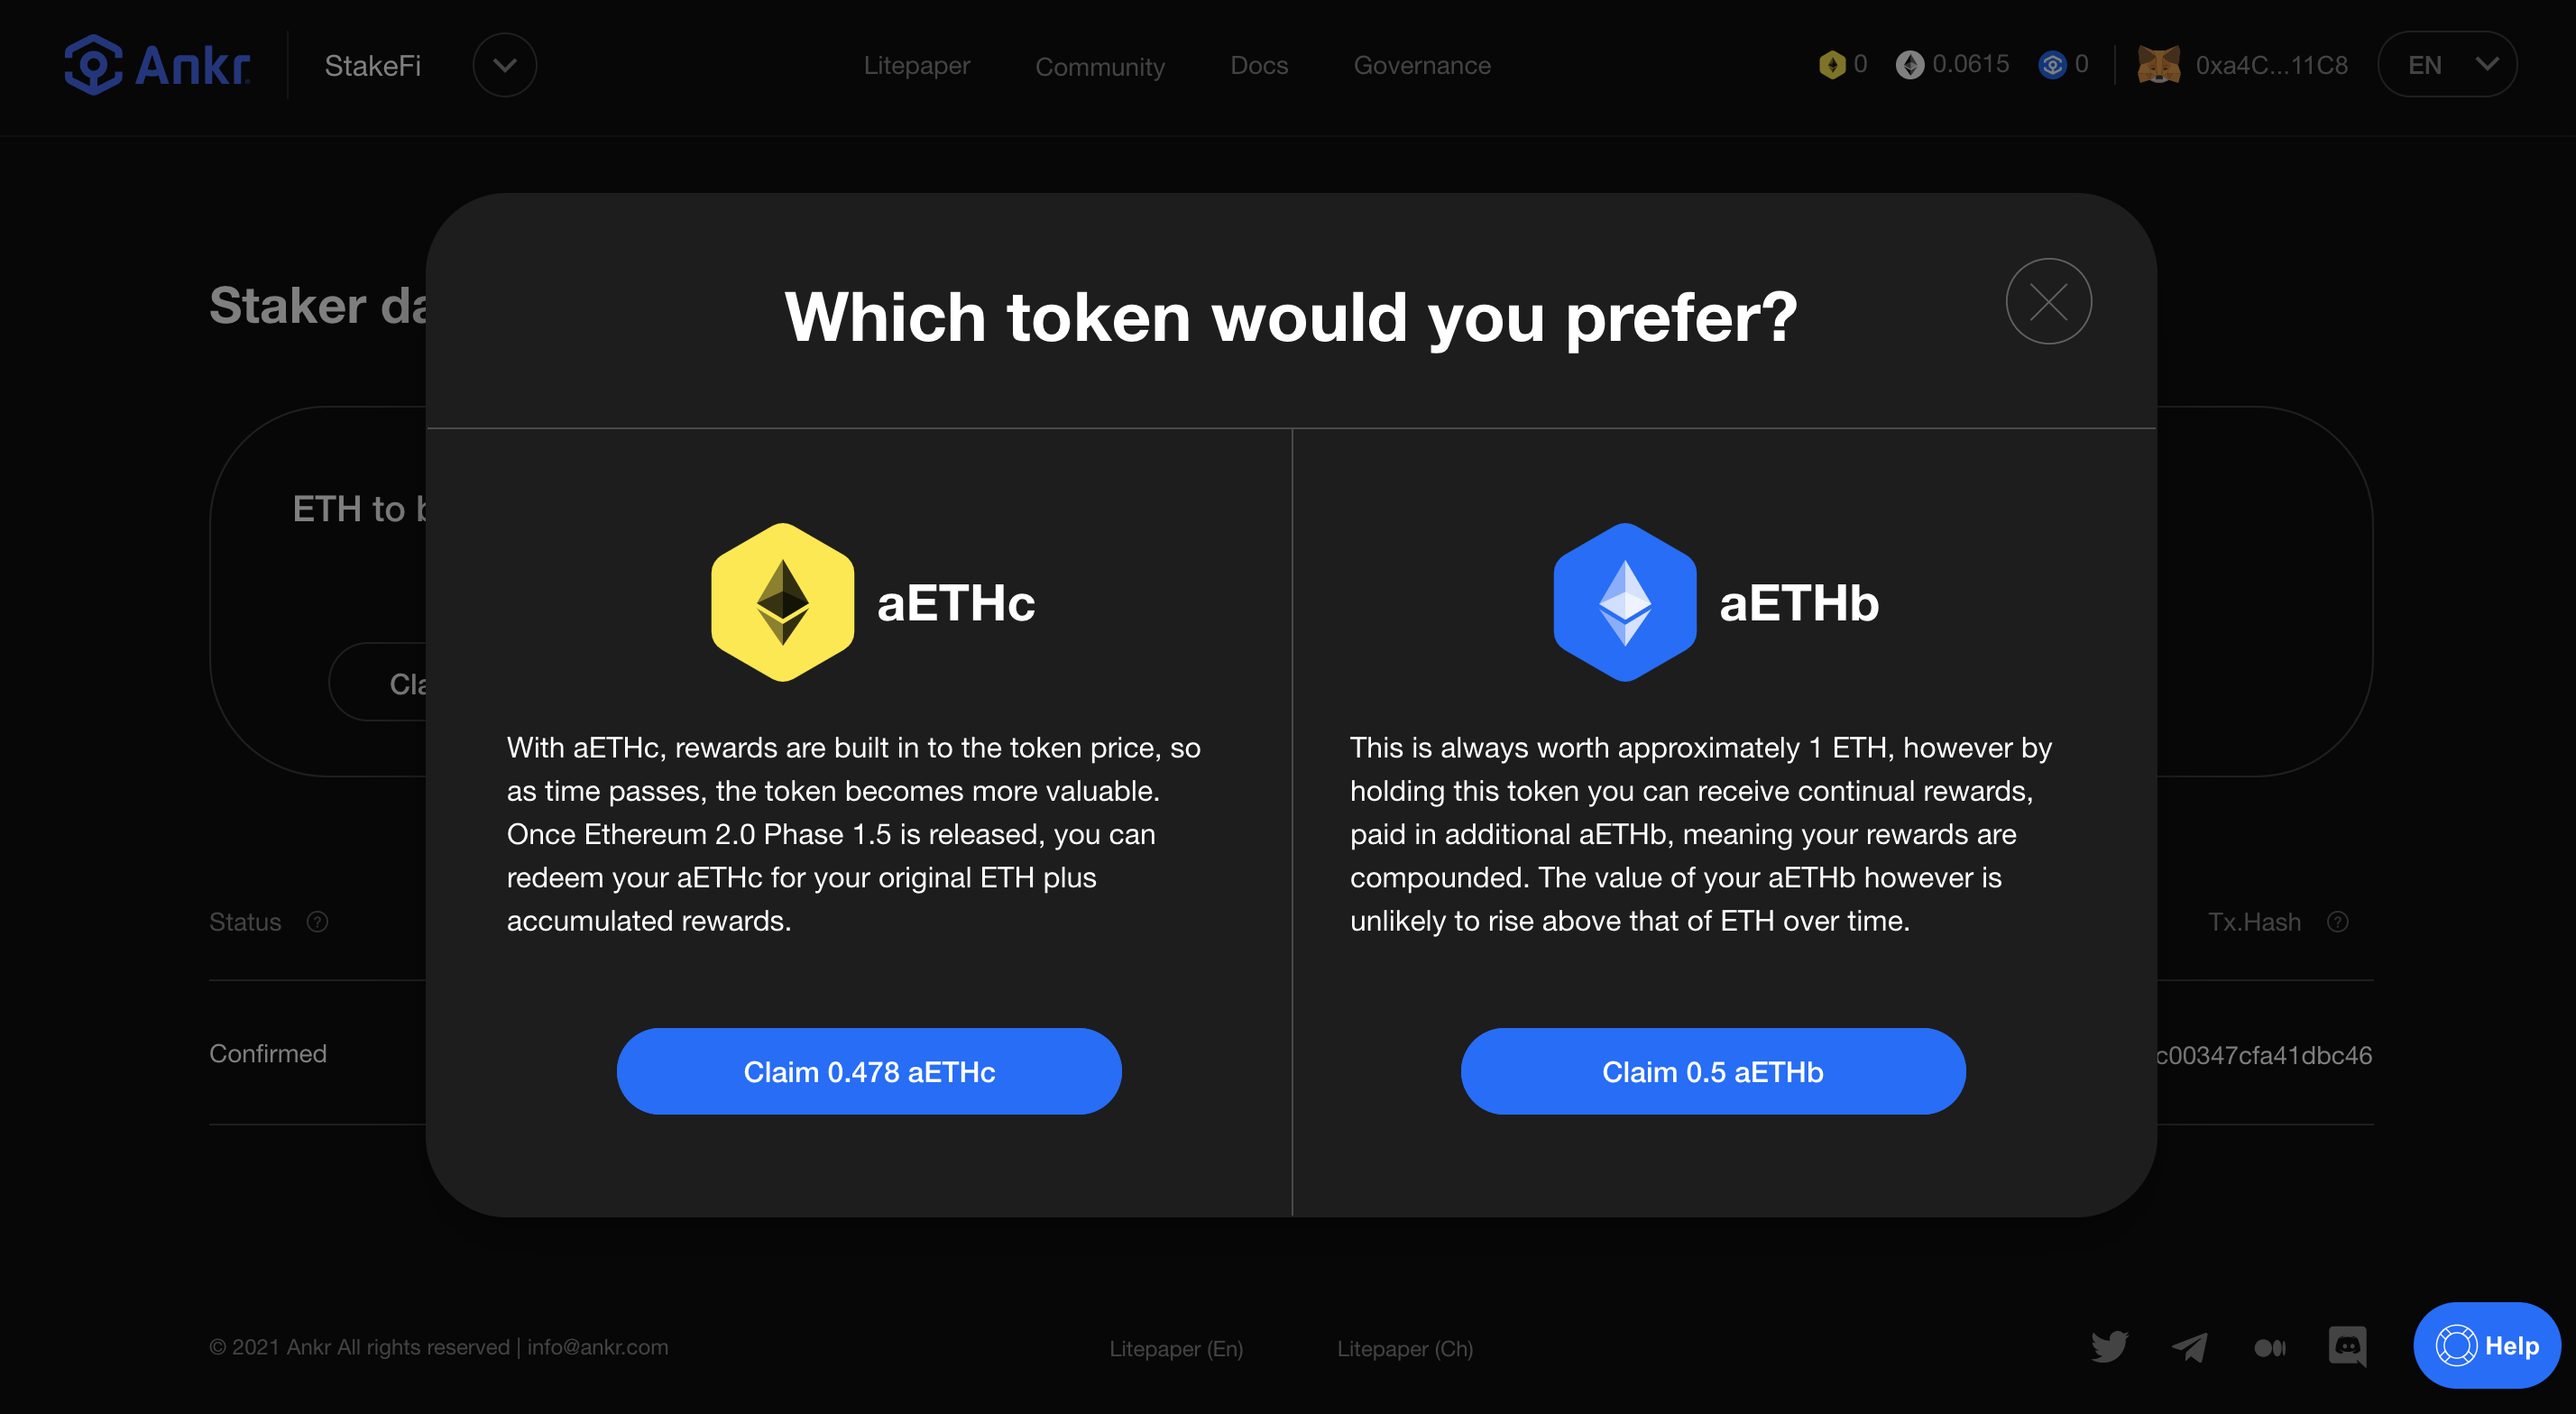 Ankr
StakeFi
Litepaper
Community
Docs
Governance
0
0.0615
0
0xa4C...11C8
EN
Staker da
Which token would you prefer?
ETH to b
Cla
aETHc
With aETHc, rewards are built in to the token price, so
as time passes, the token becomes more valuable.
Once Ethereum 2.0 Phase 1.5 is released, you can
redeem your aETHc for your original ETH plus
accumulated rewards.
Claim 0.478 aETHc
aETHb
This is always worth approximately 1 ETH, however by
holding this token you can receive continual rewards,
paid in additional aETHb, meaning your rewards are
compounded. The value of your aETHb however is
unlikely to rise above that of ETH over time.
Claim 0.5 aETHb
Status ?
Tx.Hash ?
Confirmed
c00347cfa41dbc46
© 2021 Ankr All rights reserved | info@ankr.com
Litepaper (En)
Litepaper (Ch)
Help